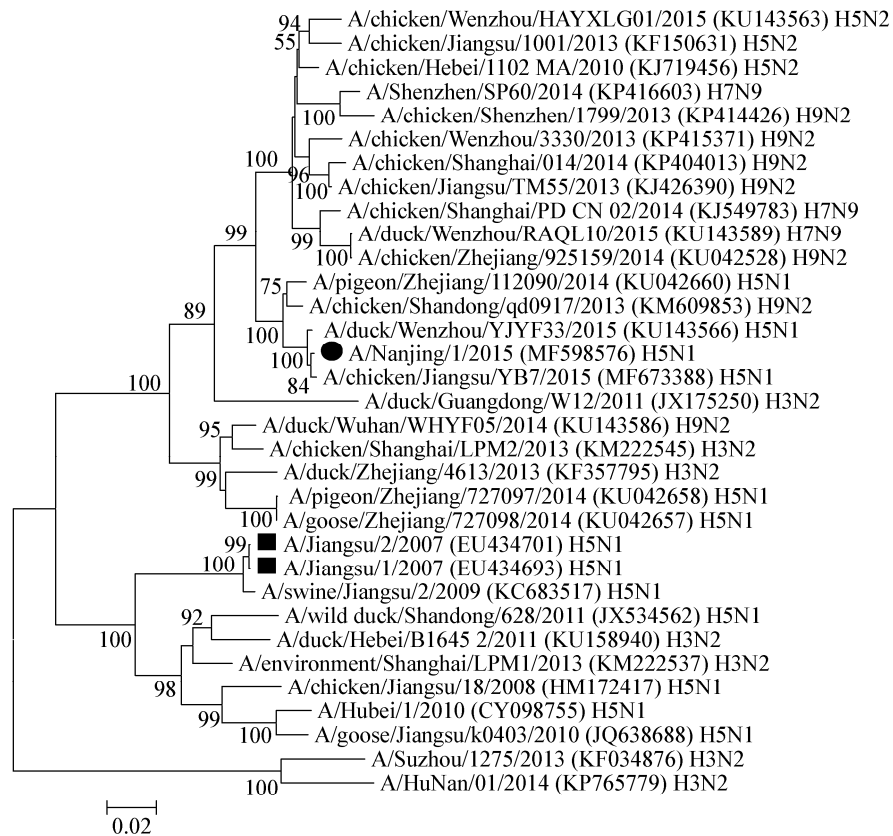 94
A/chicken/Wenzhou/HAYXLG01/2015 (KU143563) H5N2
55
A/chicken/Jiangsu/1001/2013 (KF150631) H5N2
A/chicken/Hebei/1102 MA/2010 (KJ719456) H5N2
A/Shenzhen/SP60/2014 (KP416603) H7N9
100
A/chicken/Shenzhen/1799/2013 (KP414426) H9N2
A/chicken/Wenzhou/3330/2013 (KP415371) H9N2
100
96
A/chicken/Shanghai/014/2014 (KP404013) H9N2
100
A/chicken/Jiangsu/TM55/2013 (KJ426390) H9N2
A/chicken/Shanghai/PD CN 02/2014 (KJ549783) H7N9
99
99
A/duck/Wenzhou/RAQL10/2015 (KU143589) H7N9
100
A/chicken/Zhejiang/925159/2014 (KU042528) H9N2
75
A/pigeon/Zhejiang/112090/2014 (KU042660) H5N1
A/chicken/Shandong/qd0917/2013 (KM609853) H9N2
89
100
A/duck/Wenzhou/YJYF33/2015 (KU143566) H5N1
100
A/Nanjing/1/2015 (MF598576) H5N1
84
A/chicken/Jiangsu/YB7/2015 (MF673388) H5N1
100
A/duck/Guangdong/W12/2011 (JX175250) H3N2
95
A/duck/Wuhan/WHYF05/2014 (KU143586) H9N2
A/chicken/Shanghai/LPM2/2013 (KM222545) H3N2
99
A/duck/Zhejiang/4613/2013 (KF357795) H3N2
A/pigeon/Zhejiang/727097/2014 (KU042658) H5N1
100
A/goose/Zhejiang/727098/2014 (KU042657) H5N1
99
A/Jiangsu/2/2007 (EU434701) H5N1
100
A/Jiangsu/1/2007 (EU434693) H5N1
A/swine/Jiangsu/2/2009 (KC683517) H5N1
92
A/wild duck/Shandong/628/2011 (JX534562) H5N1
100
A/duck/Hebei/B1645 2/2011 (KU158940) H3N2
A/environment/Shanghai/LPM1/2013 (KM222537) H3N2
98
A/chicken/Jiangsu/18/2008 (HM172417) H5N1
99
A/Hubei/1/2010 (CY098755) H5N1
100
A/goose/Jiangsu/k0403/2010 (JQ638688) H5N1
A/Suzhou/1275/2013 (KF034876) H3N2
100
A/HuNan/01/2014 (KP765779) H3N2
0.02